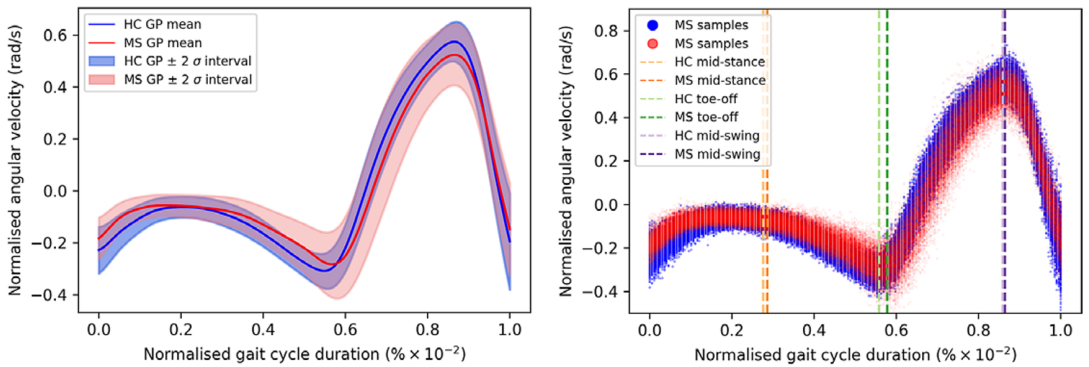 HC GP mean
MS GP mean
HC GP ± 2 σ interval
MS GP ± 2 σ interval
0.6
0.4
0.2
0.0
−0.2
−0.4
Normalised angular velocity (rad/s)
0.0 0.2 0.4 0.6 0.8 1.0
Normalised gait cycle duration (% × 10⁻²)
MS samples
MS samples
HC mid-stance
MS mid-stance
HC toe-off
MS toe-off
HC mid-swing
MS mid-swing
0.8
0.6
0.4
0.2
0.0
−0.2
−0.4
Normalised angular velocity (rad/s)
0.0 0.2 0.4 0.6 0.8 1.0
Normalised gait cycle duration (% × 10⁻²)